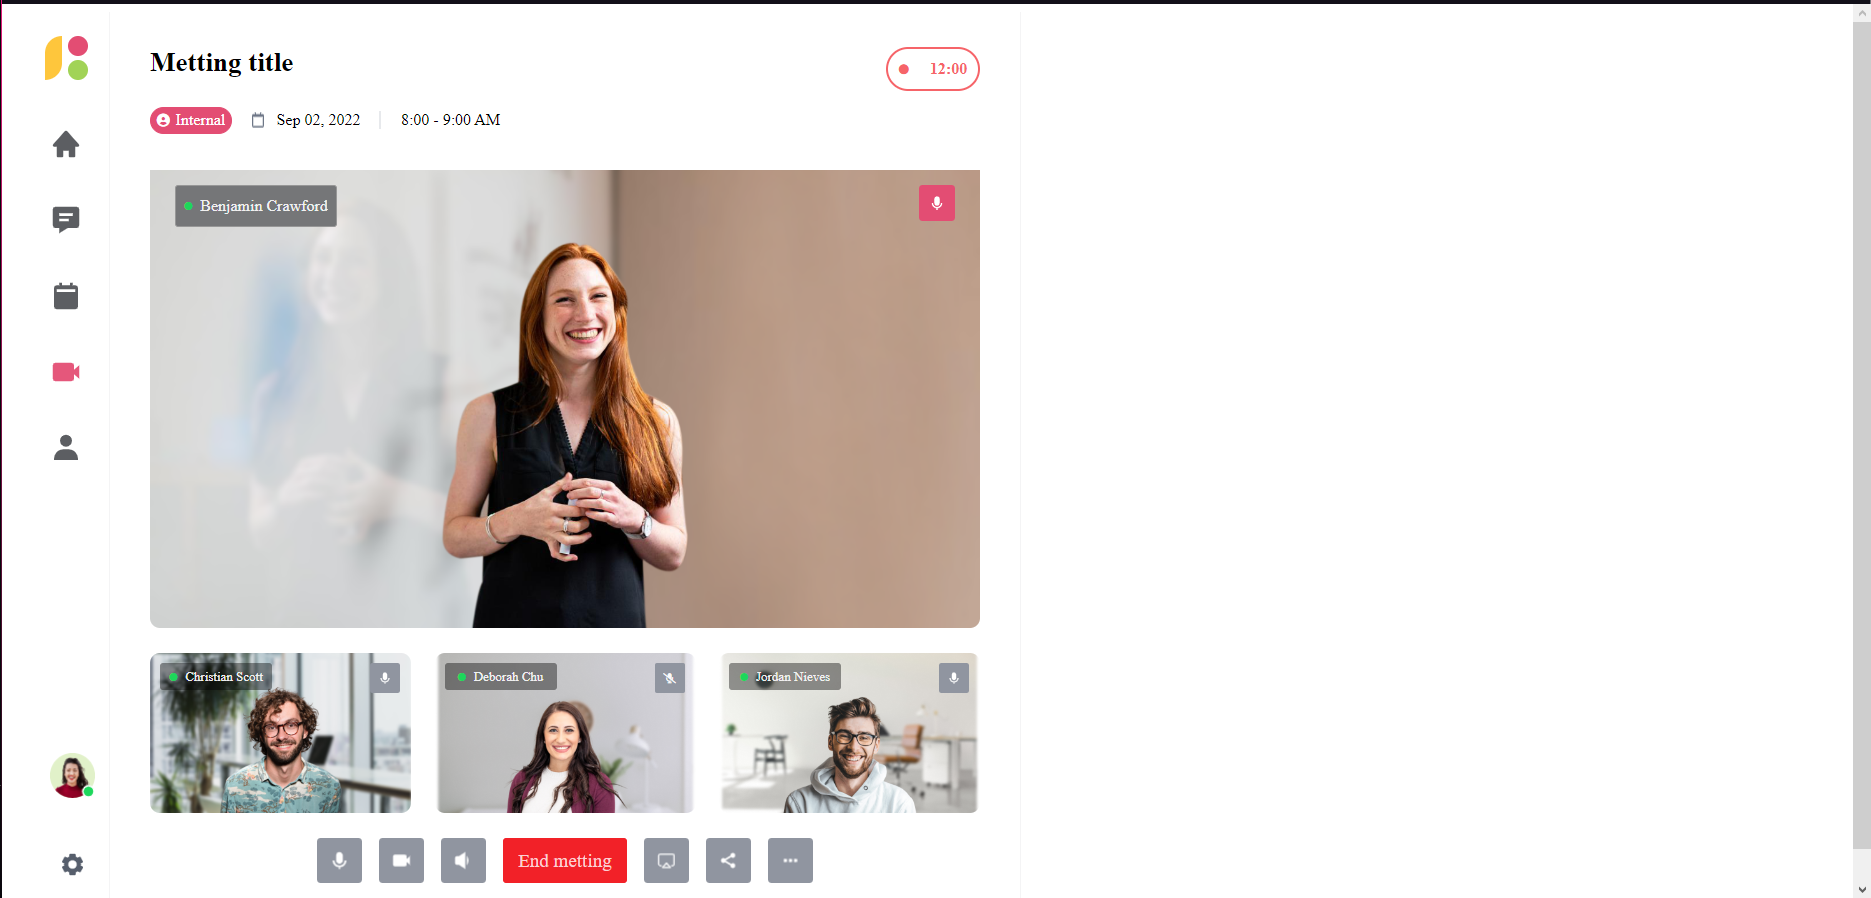 Metting title
12:00
Internal
Sep 02, 2022
8:00 - 9:00 AM
Benjamin Crawford
Christian Scott
Deborah Chu
Jordan Nieves
End metting